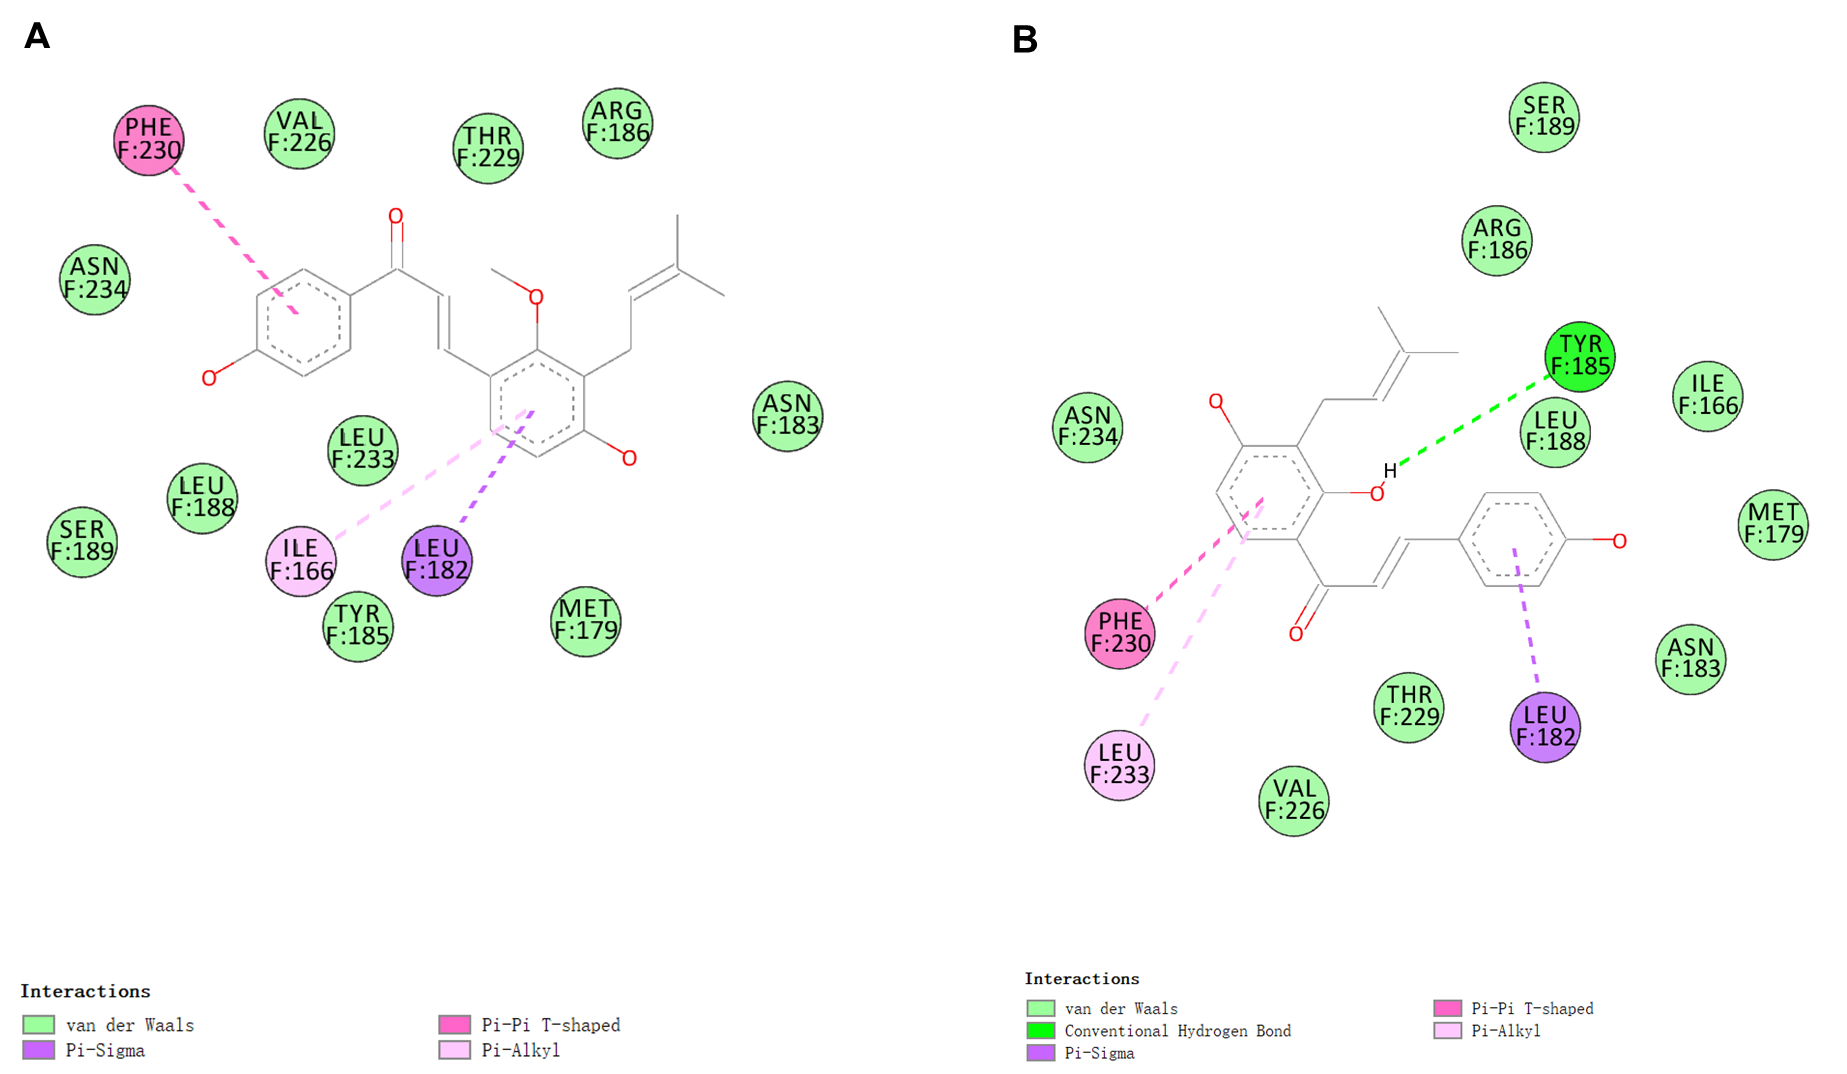 A
PHE
F:230
VAL
F:226
THR
F:229
ARG
F:186
O
ASN
F:234
O
O
ASN
F:183
LEU
F:233
O
LEU
F:188
SER
F:189
ILE
F:166
LEU
F:182
TYR
F:185
MET
F:179
Interactions
van der Waals
Pi-Sigma
Pi-Pi T-shaped
Pi-Alkyl
B
SER
F:189
ARG
F:186
TYR
F:185
ILE
F:166
O
ASN
F:234
LEU
F:188
H
O
MET
F:179
O
PHE
F:230
O
ASN
F:183
THR
F:229
LEU
F:182
LEU
F:233
VAL
F:226
Interactions
van der Waals
Conventional Hydrogen Bond
Pi-Sigma
Pi-Pi T-shaped
Pi-Alkyl